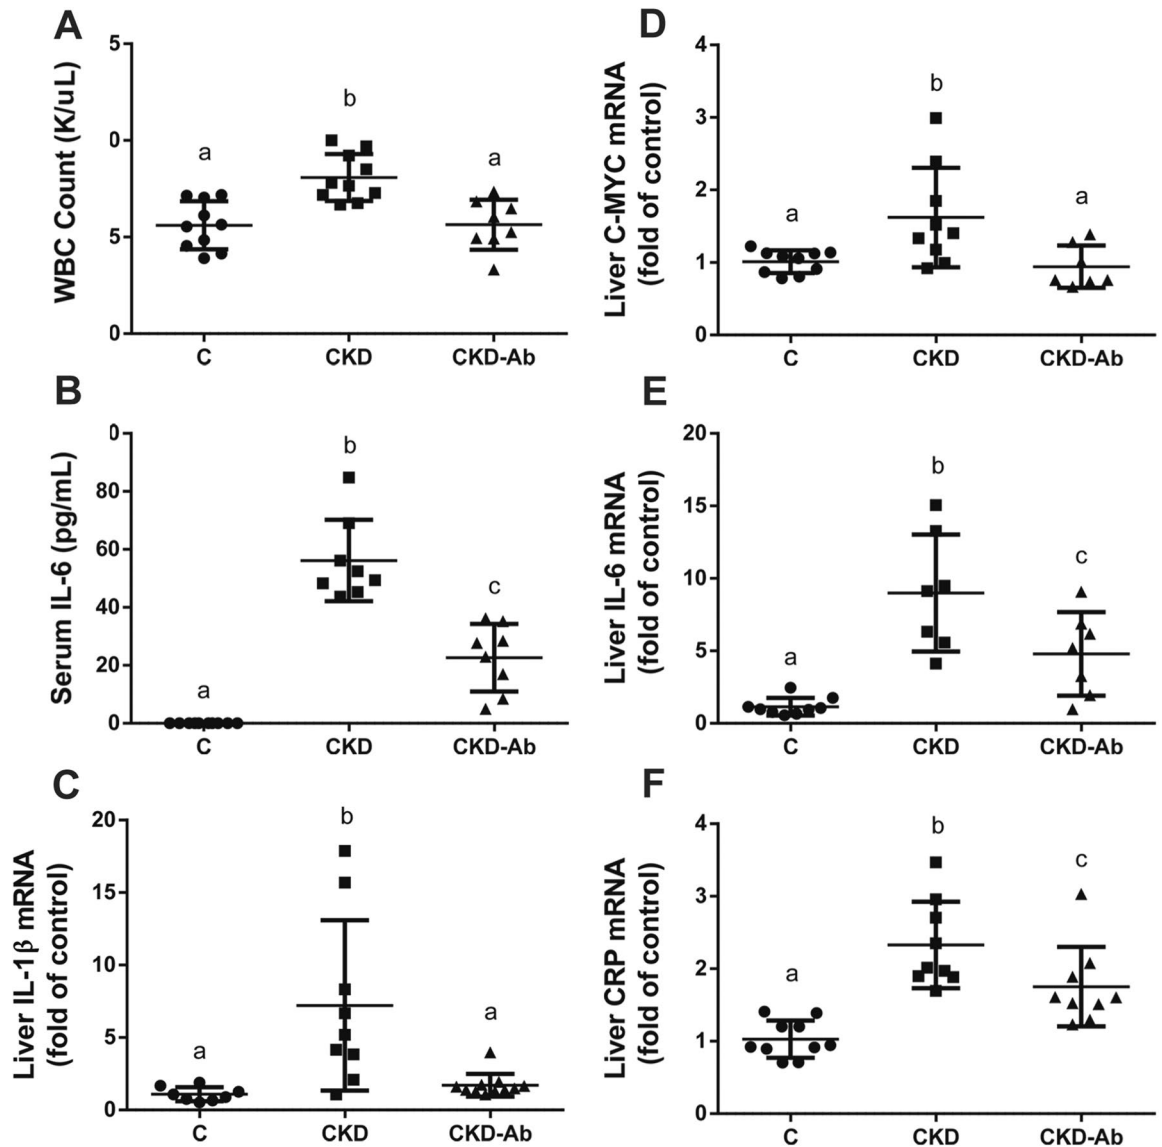 A
WBC Count (K/uL)
5
0
5
0
a
b
a
C
CKD
CKD-Ab
B
Serum IL-6 (pg/mL)
0
80
60
40
20
0
a
b
c
C
CKD
CKD-Ab
C
Liver IL-1β mRNA
(fold of control)
20
15
10
5
0
a
b
a
C
CKD
CKD-Ab
D
Liver C-MYC mRNA
(fold of control)
4
3
2
1
0
a
b
a
C
CKD
CKD-Ab
E
Liver IL-6 mRNA
(fold of control)
20
15
10
5
0
a
b
c
C
CKD
CKD-Ab
F
Liver CRP mRNA
(fold of control)
4
3
2
1
0
a
b
c
C
CKD
CKD-Ab